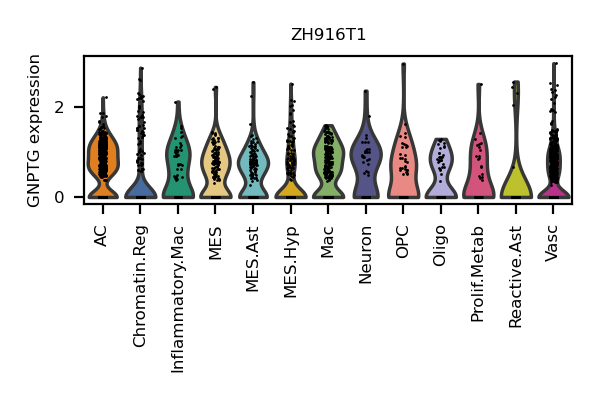 ZH916T1
GNPTG expression
2
0
AC
Chromatin.Reg
Inflammatory.Mac
MES
MES.Ast
MES.Hyp
Mac
Neuron
OPC
Oligo
Prolif.Metab
Reactive.Ast
Vasc